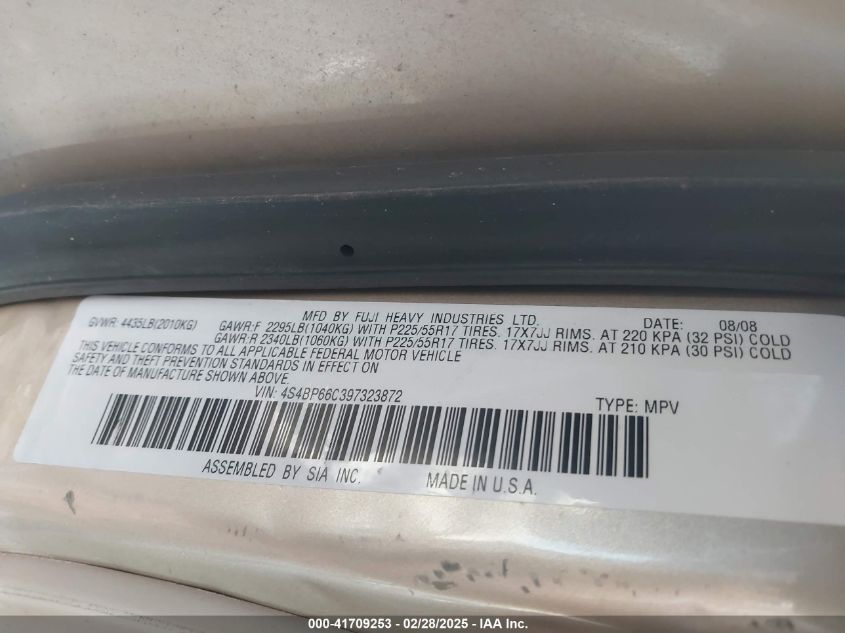 MFD BY FUJI HEAVY INDUSTRIES LTD. DATE: 08/08
GVWR: 4435LB(2010KG) GAWR:F 2295LB(1040KG) WITH P225/55R17 TIRES. 17X7JJ RIMS. AT 220 KPA (32 PSI) COLD
GAWR:R 2340LB(1060KG) WITH P225/55R17 TIRES. 17X7JJ RIMS. AT 210 KPA (30 PSI) COLD
THIS VEHICLE CONFORMS TO ALL APPLICABLE FEDERAL MOTOR VEHICLE
SAFETY AND THEFT PREVENTION STANDARDS IN EFFECT ON
THE DATE OF MANUFACTURE SHOWN ABOVE.
VIN: 4S4BP66C397323872 TYPE: MPV
ASSEMBLED BY SIA INC. MADE IN U.S.A.
000-41709253 - 02/28/2025 - IAA Inc.